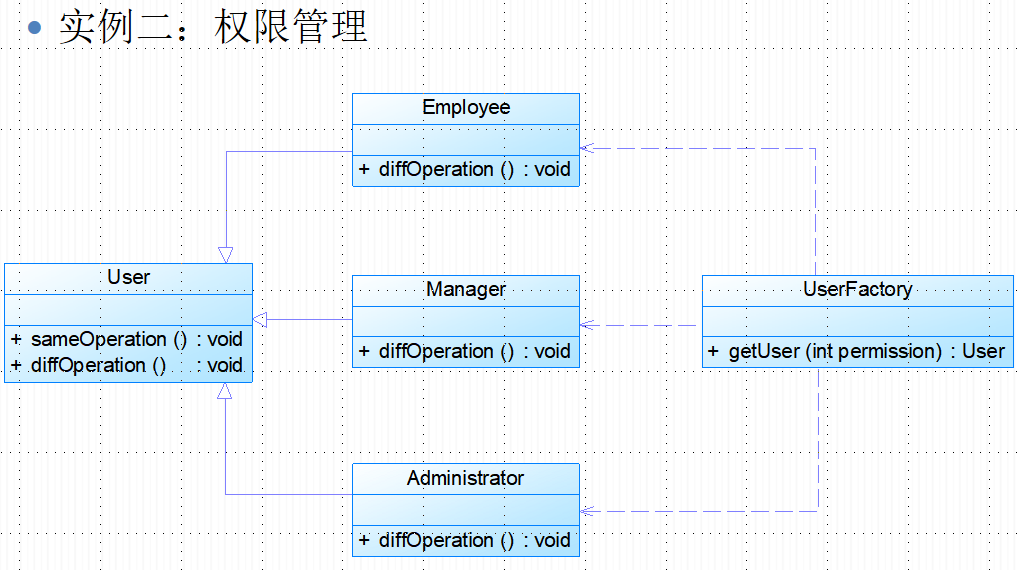 实例二：权限管理
Employee
+ diffOperation () : void
User
+ sameOperation () : void
+ diffOperation () : void
Manager
+ diffOperation () : void
UserFactory
+ getUser (int permission) : User
Administrator
+ diffOperation () : void